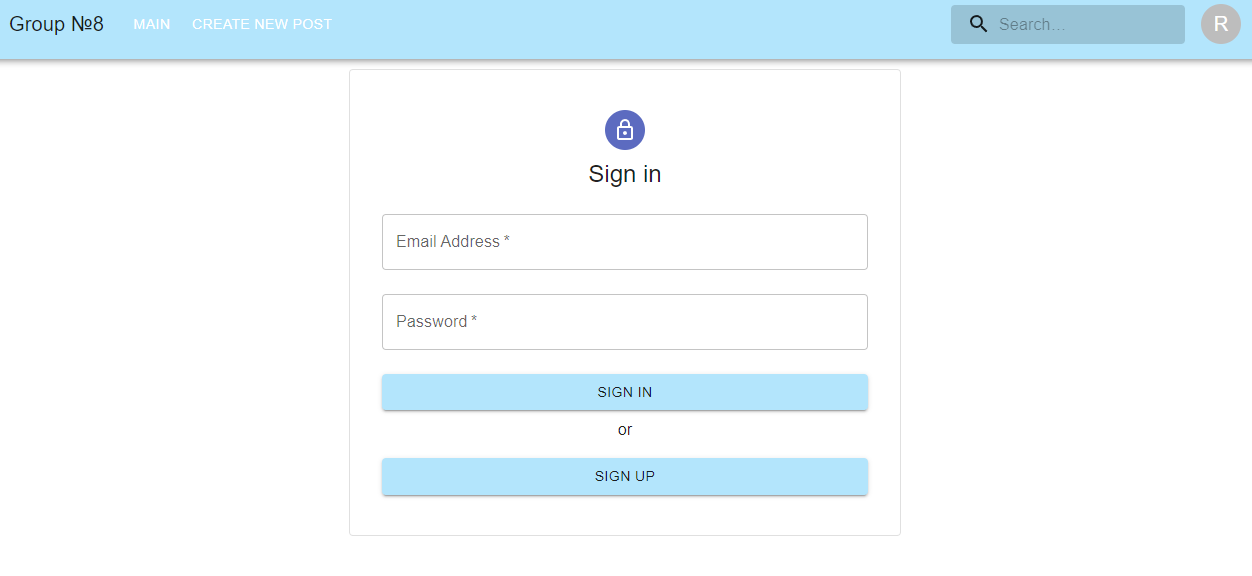 Group №8 MAIN CREATE NEW POST Search... R
Sign in
Email Address *
Password *
SIGN IN
or
SIGN UP